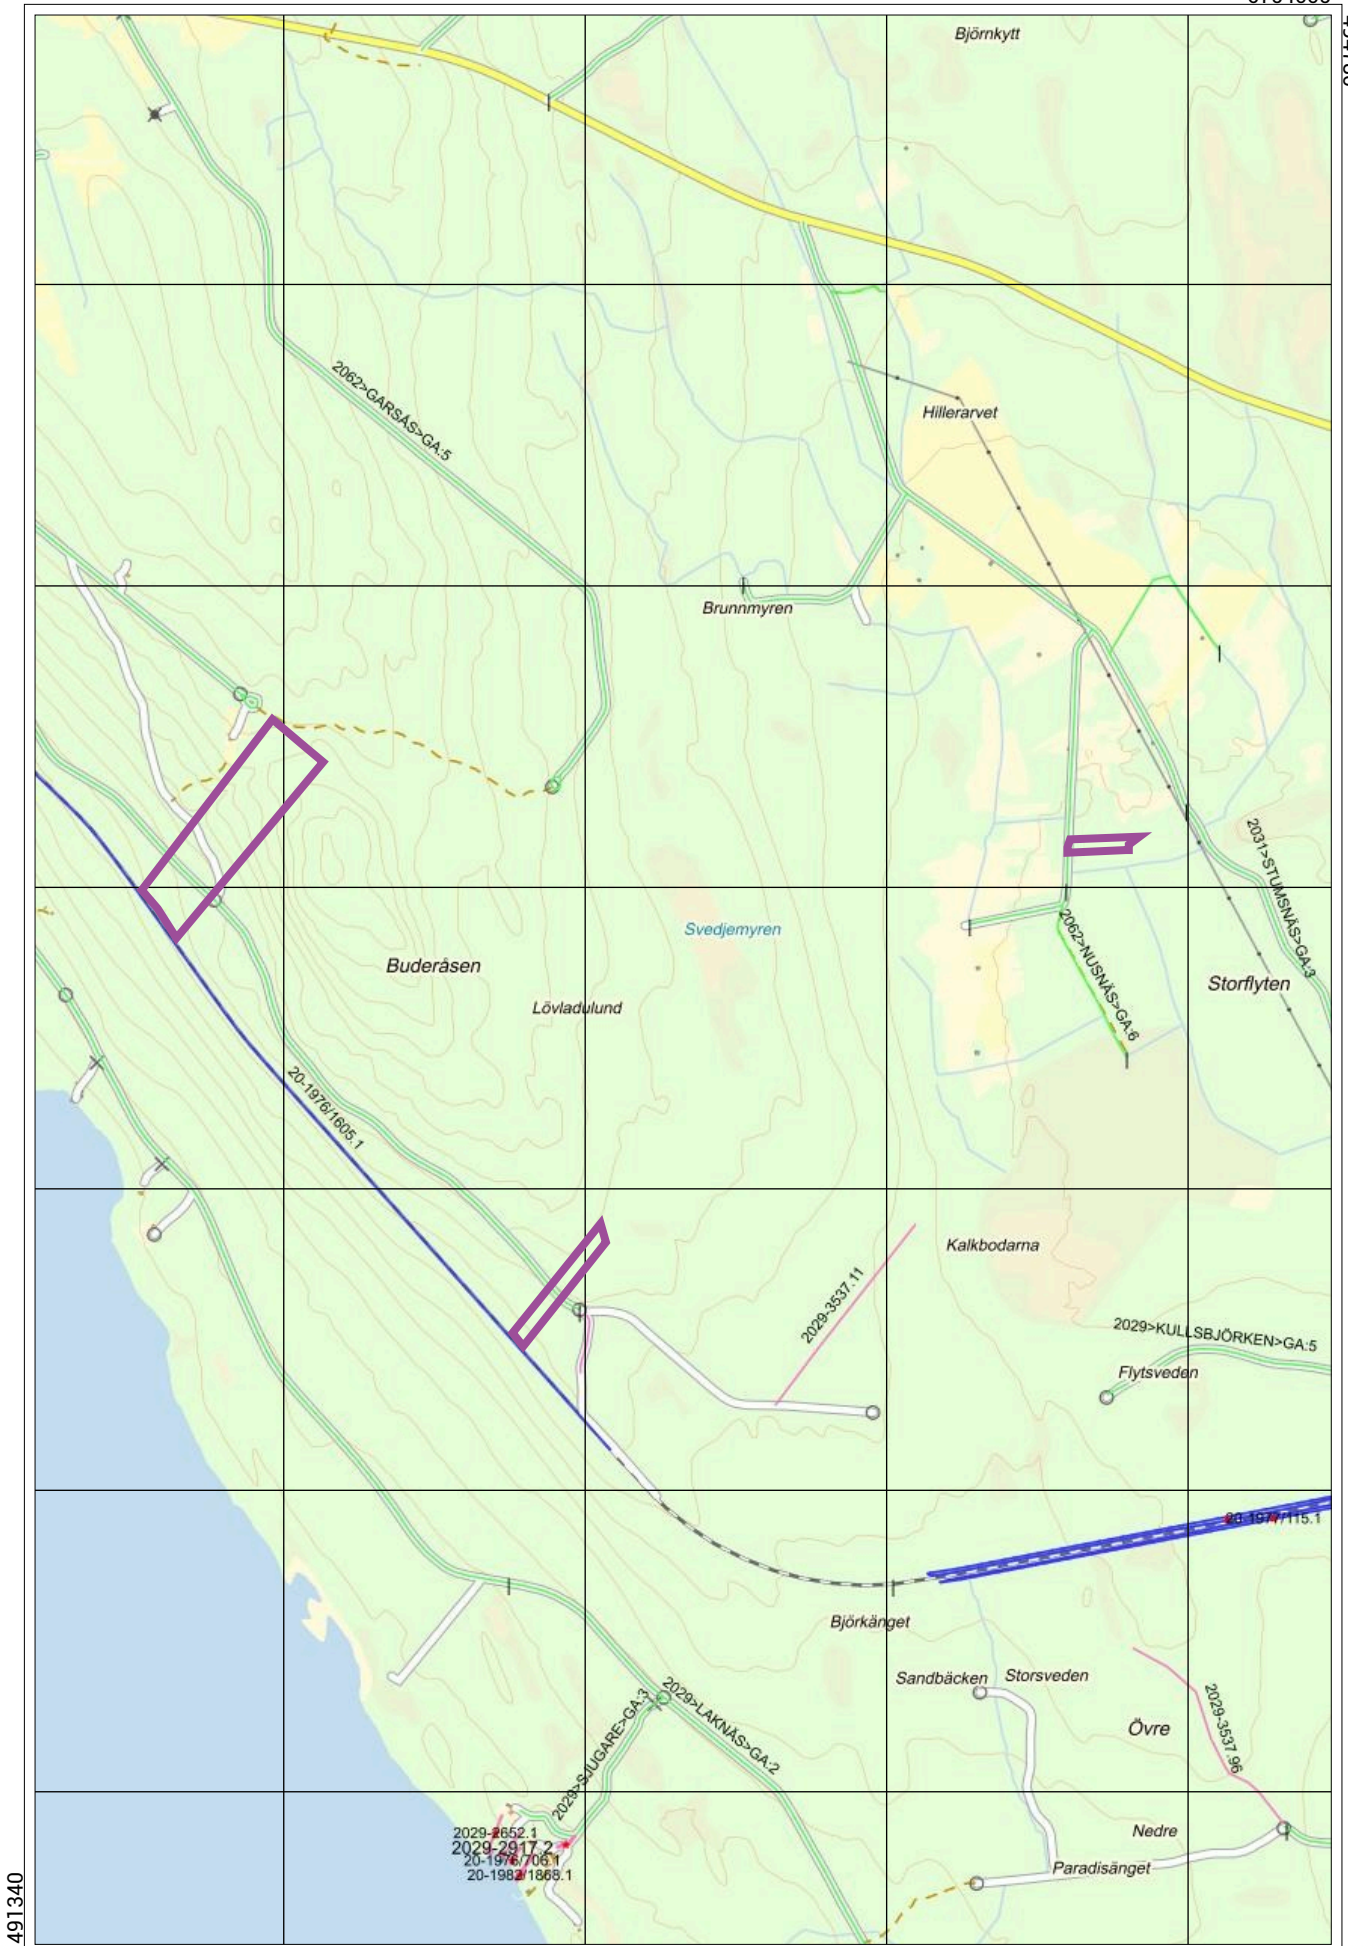 Björnkytt
2062>GARSÅS>GA:5
Hillerarvet
Brunnmyren
2031>STUMSNÄS>GA:3
Svedjemyren
2062>NUSNÄS>GA:6
Buderåsen
Storflyten
Lövladulund
20-1976/1605.1
Kalkbodarna
2029-3537.11
2029>KULLSBJÖRKEN>GA:5
Flytsveden
20-1977/115.1
Björkänget
Sandbäcken
Storsveden
2029>SJUGARE>GA:3
2029>LAKNÄS>GA:2
Övre
2029-3537.96
Nedre
2029-2652.1
2029-2917.2
20-1976/706.1
20-1982/1868.1
Paradisänget
491340